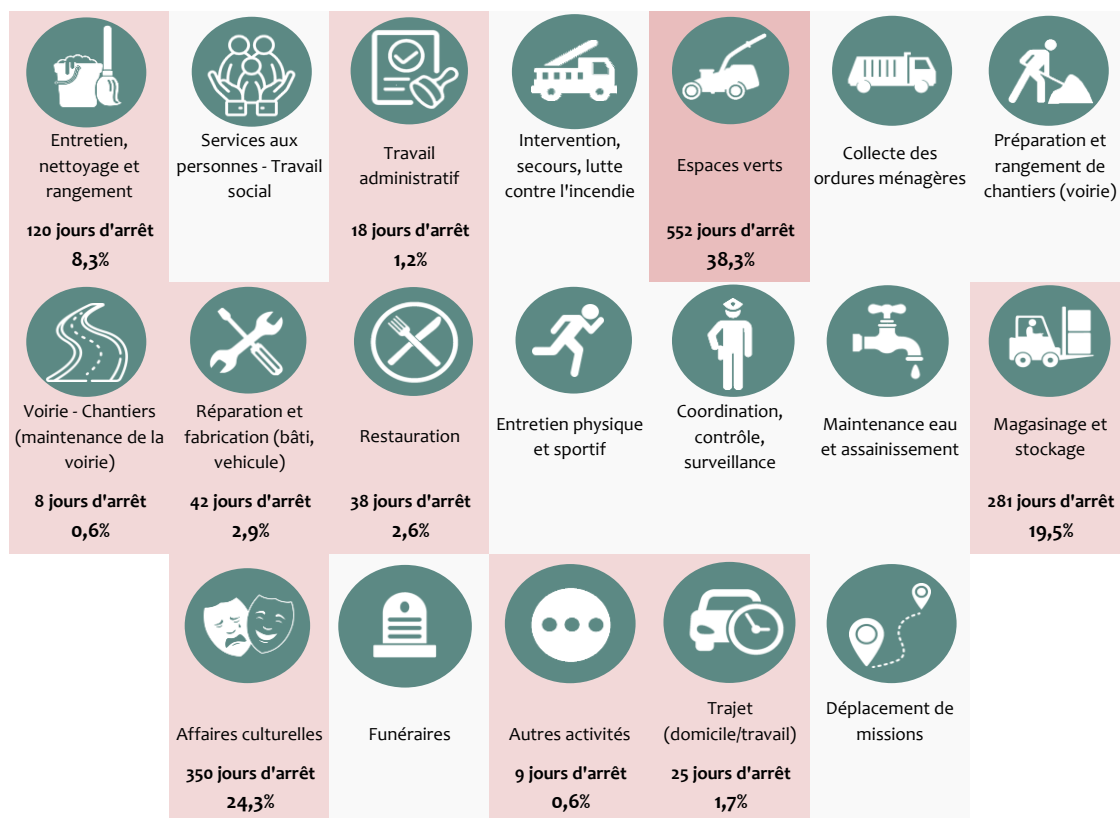 Entretien,
nettoyage et
rangement
120 jours d'arrêt
8,3%
Services aux
personnes - Travail
social
Travail
administratif
18 jours d'arrêt
1,2%
Intervention,
secours, lutte
contre l'incendie
Espaces verts
552 jours d'arrêt
38,3%
Collecte des
ordures ménagères
Préparation et
rangement de
chantiers (voirie)
Voirie - Chantiers
(maintenance de la
voirie)
8 jours d'arrêt
0,6%
Réparation et
fabrication (bâti,
vehicule)
42 jours d'arrêt
2,9%
Restauration
38 jours d'arrêt
2,6%
Entretien physique
et sportif
Coordination,
contrôle,
surveillance
Maintenance eau
et assainissement
Magasinage et
stockage
281 jours d'arrêt
19,5%
Affaires culturelles
350 jours d'arrêt
24,3%
Funéraires
Autres activités
9 jours d'arrêt
0,6%
Trajet
(domicile/travail)
25 jours d'arrêt
1,7%
Déplacement de
missions